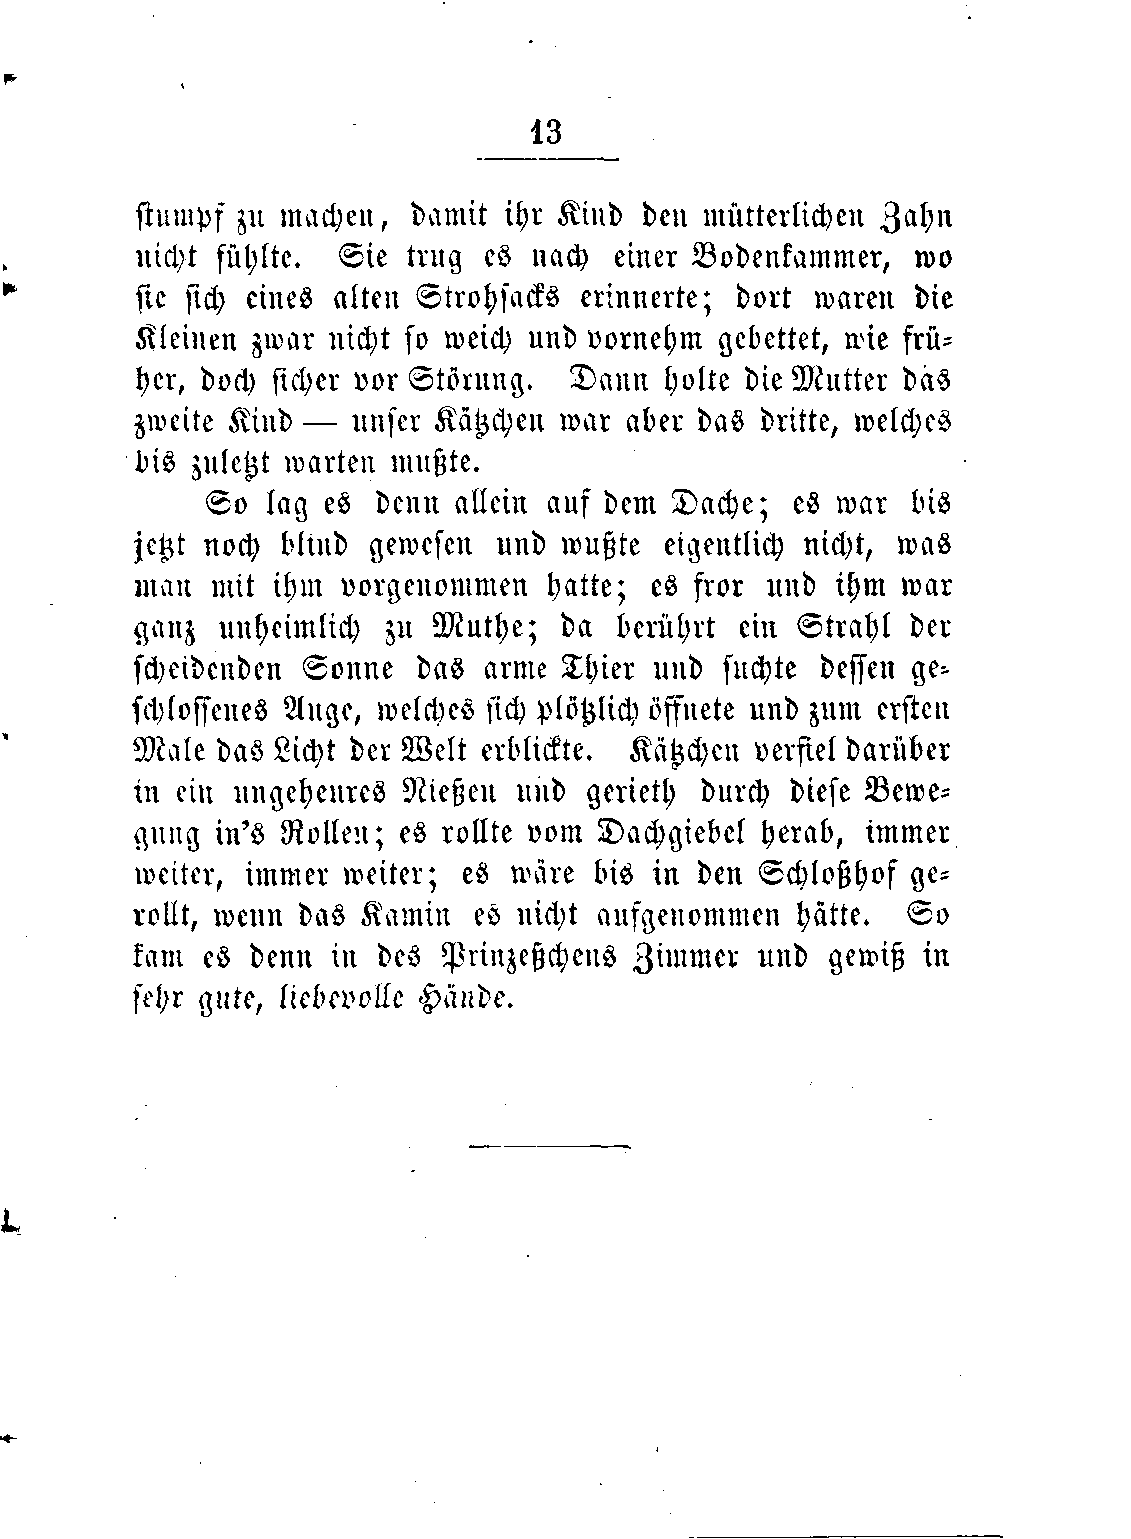 13
stumpf zu machen, damit ihr Kind den mütterlichen Zahn
nicht fühlte. Sie trug es nach einer Bodenkammer, wo
sie sich eines alten Strohsacks erinnerte; dort waren die
Kleinen zwar nicht so weich und vornehm gebettet, wie frü-
her, doch sicher vor Störung. Dann holte die Mutter das
zweite Kind — unser Kätzchen war aber das dritte, welches
bis zuletzt warten mußte.
So lag es denn allein auf dem Dache; es war bis
jetzt noch blind gewesen und wußte eigentlich nicht, was
man mit ihm vorgenommen hatte; es fror und ihm war
ganz unheimlich zu Muthe; da berührt ein Strahl der
scheidenden Sonne das arme Thier und suchte dessen ge-
schlossenes Auge, welches sich plötzlich öffnete und zum ersten
Male das Licht der Welt erblickte. Kätzchen verfiel darüber
in ein ungeheures Nießen und gerieth durch diese Bewe-
gung in's Rollen; es rollte vom Dachgiebel herab, immer
weiter, immer weiter; es wäre bis in den Schloßhof ge-
rollt, wenn das Kamin es nicht aufgenommen hätte. So
kam es denn in des Prinzeßchens Zimmer und gewiß in
sehr gute, liebevolle Hände.